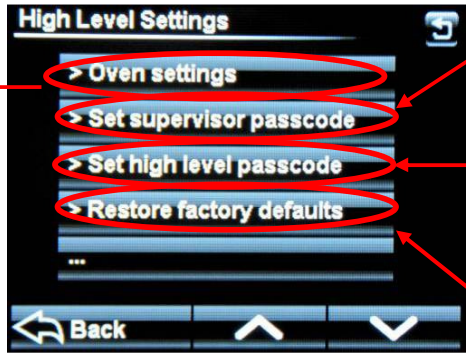 High Level Settings
> Oven settings
> Set supervisor passcode
> Set high level passcode
> Restore factory defaults
...
Back